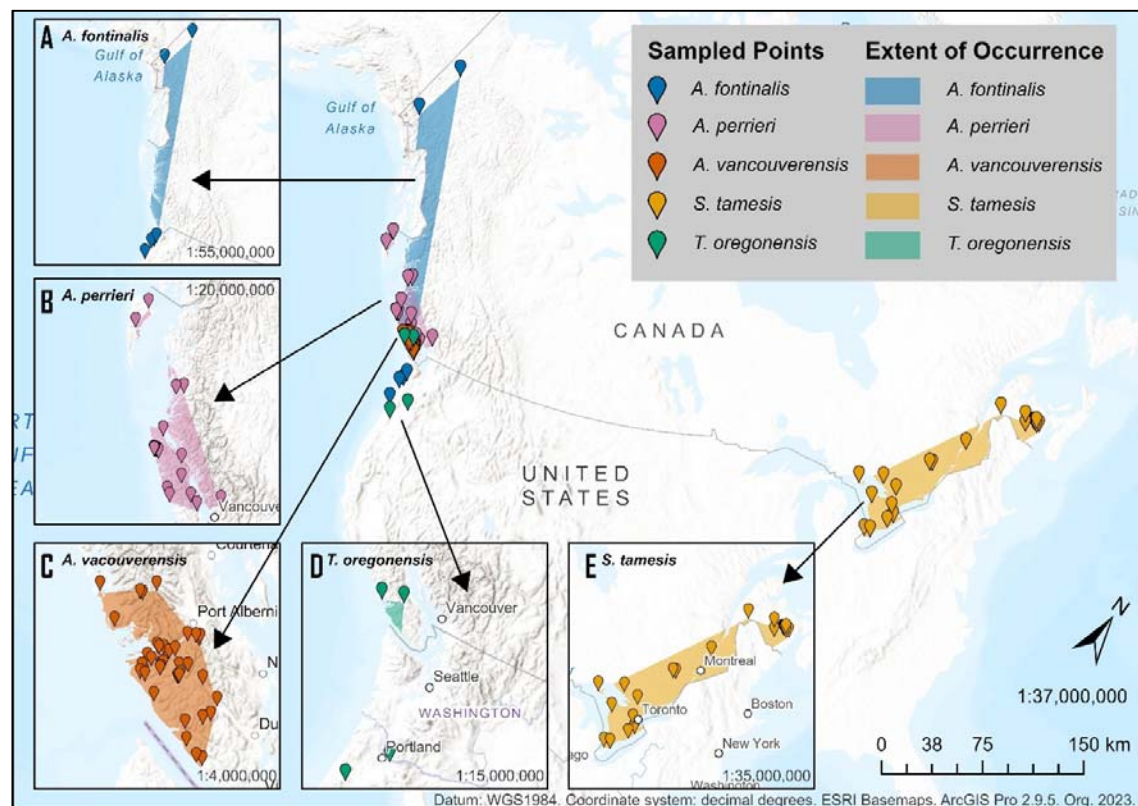 A A. fontinalis
Gulf of
Alaska
1:55,000,000
Gulf of
Alaska
Sampled Points
A. fontinalis
A. perrieri
A. vancouverensis
S. tamesis
T. oregonensis
Extent of Occurrence
A. fontinalis
A. perrieri
A. vancouverensis
S. tamesis
T. oregonensis
B A. perrieri
1:20,000,000
Vancouve
CANADA
UNITED
STATES
C A. vacouverensis
Courtena
Port Alberni
N
Du
1:4,000,000
D T. oregonensis
Vancouver
Seattle
WASHINGTON
Portland
1:15,000,000
E S. tamesis
Montreal
Toronto
Boston
ago
New York
Washington
1:35,000,000
N
1:37,000,000
0 38 75 150 km
Datum: WGS1984. Coordinate system: decimal degrees. ESRI Basemaps. ArcGIS Pro 2.9.5. Org. 2023